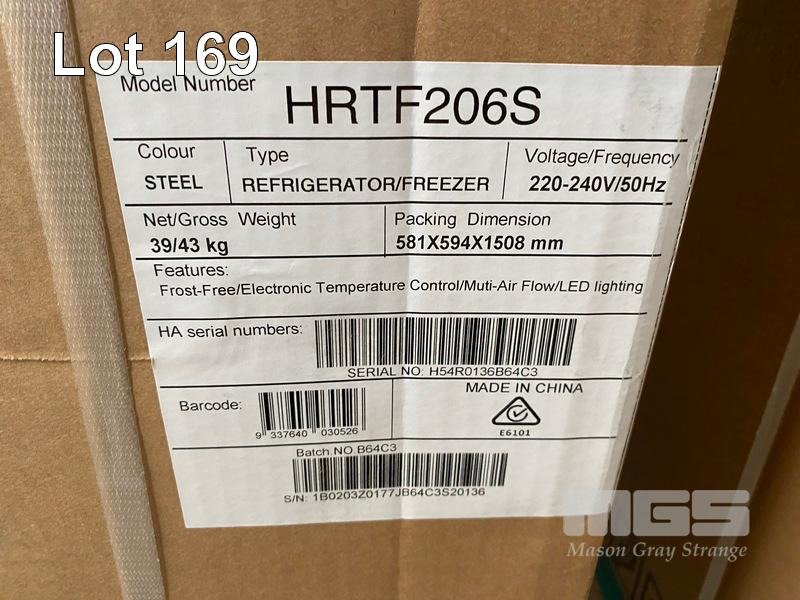 Lot 169
Model Number HRTF206S
Colour Type Voltage/Frequency
STEEL REFRIGERATOR/FREEZER 220-240V/50Hz
Net/Gross Weight Packing Dimension
39/43 kg 581X594X1508 mm
Features:
Frost-Free/Electronic Temperature Control/Muti-Air Flow/LED lighting
HA serial numbers:
SERIAL NO: H54R0136B64C3
MADE IN CHINA
Barcode:
9 337640 030526
E6101
Batch.NO.B64C3
S/N: 1B0203Z0177JB64C3S20136
MGS
Mason Gray Strange